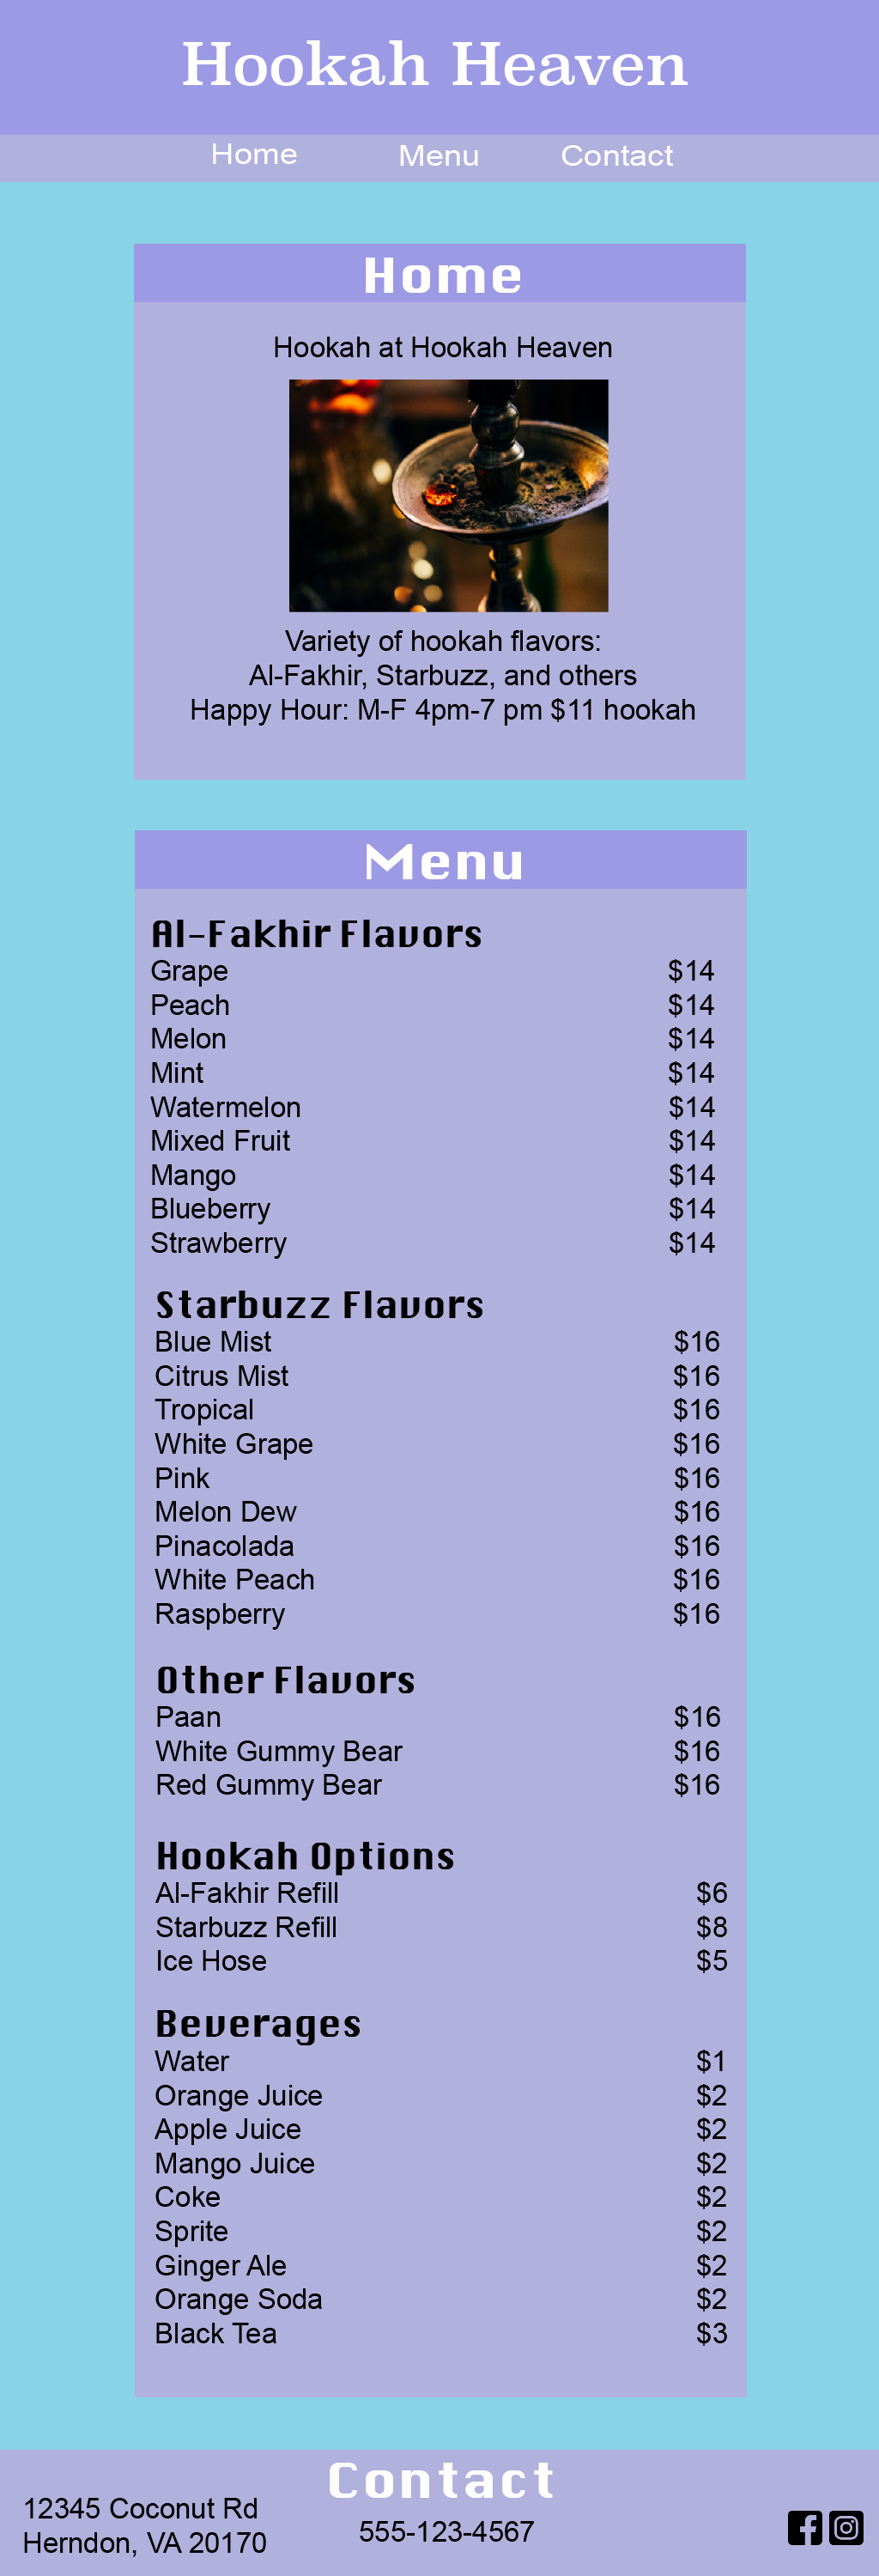 Hookah Heaven
Home Menu Contact
Home
Hookah at Hookah Heaven
Variety of hookah flavors:
Al-Fakhir, Starbuzz, and others
Happy Hour: M-F 4pm-7 pm $11 hookah
Menu
Al-Fakhir Flavors
Grape $14
Peach $14
Melon $14
Mint $14
Watermelon $14
Mixed Fruit $14
Mango $14
Blueberry $14
Strawberry $14
Starbuzz Flavors
Blue Mist $16
Citrus Mist $16
Tropical $16
White Grape $16
Pink $16
Melon Dew $16
Pinacolada $16
White Peach $16
Raspberry $16
Other Flavors
Paan $16
White Gummy Bear $16
Red Gummy Bear $16
Hookah Options
Al-Fakhir Refill $6
Starbuzz Refill $8
Ice Hose $5
Beverages
Water $1
Orange Juice $2
Apple Juice $2
Mango Juice $2
Coke $2
Sprite $2
Ginger Ale $2
Orange Soda $2
Black Tea $3
Contact
12345 Coconut Rd
Herndon, VA 20170
555-123-4567